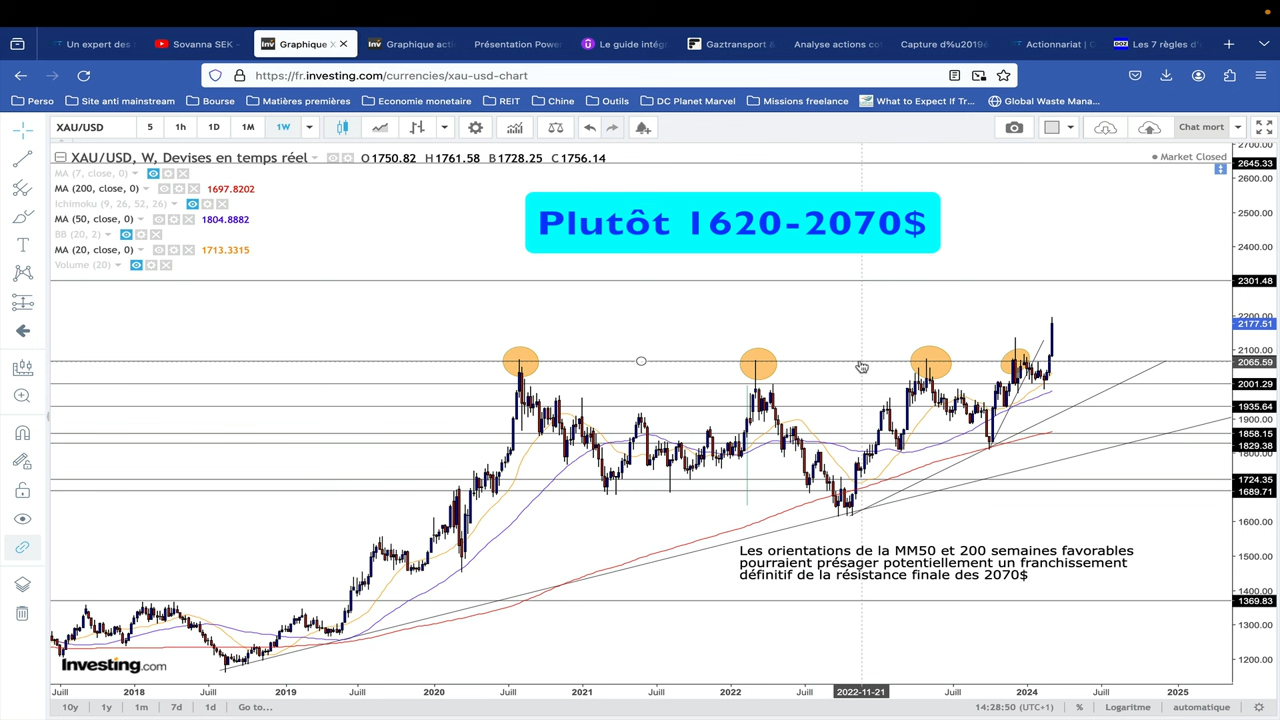 Un expert des
Sovanna SEK -
Graphique X
Graphique acti
Présentation Power
Le guide intégr
Gaztransport &
Analyse actions co
Capture d%u2019é
Actionnariat | G
Les 7 règles d'i
https://fr.investing.com/currencies/xau-usd-chart
Perso
Site anti mainstream
Bourse
Matières premières
Economie monetaire
REIT
Chine
Outils
DC Planet Marvel
Missions freelance
What to Expect If Tr...
Global Waste Mana...
XAU/USD 5 1h 1D 1M 1W
Chat mort
XAU/USD, W, Devises en temps réel
O1750.82 H1761.58 B1728.25 C1756.14
Market Closed
MA (7, close, 0)
MA (200, close, 0) 1697.8202
Ichimoku (9, 26, 52, 26)
MA (50, close, 0) 1804.8882
BB (20, 2)
MA (20, close, 0) 1713.3315
Volume (20)
Plutôt 1620-2070$
2700.00
2645.33
2600.00
2500.00
2400.00
2301.48
2200.00
2177.51
2100.00
2065.59
2001.29
1935.64
1900.00
1858.15
1829.38
1800.00
1724.35
1689.71
1600.00
1500.00
1400.00
1369.83
1300.00
1200.00
Les orientations de la MM50 et 200 semaines favorables
pourraient présager potentiellement un franchissement
définitif de la résistance finale des 2070$
Investing.com
Juill 2018 Juill 2019 Juill 2020 Juill 2021 Juill 2022 Juill 2022-11-21 Juill 2024 Juill 2025
10y 1y 1m 7d 1d Go to...
14:28:50 (UTC+1) % Logaritme automatique